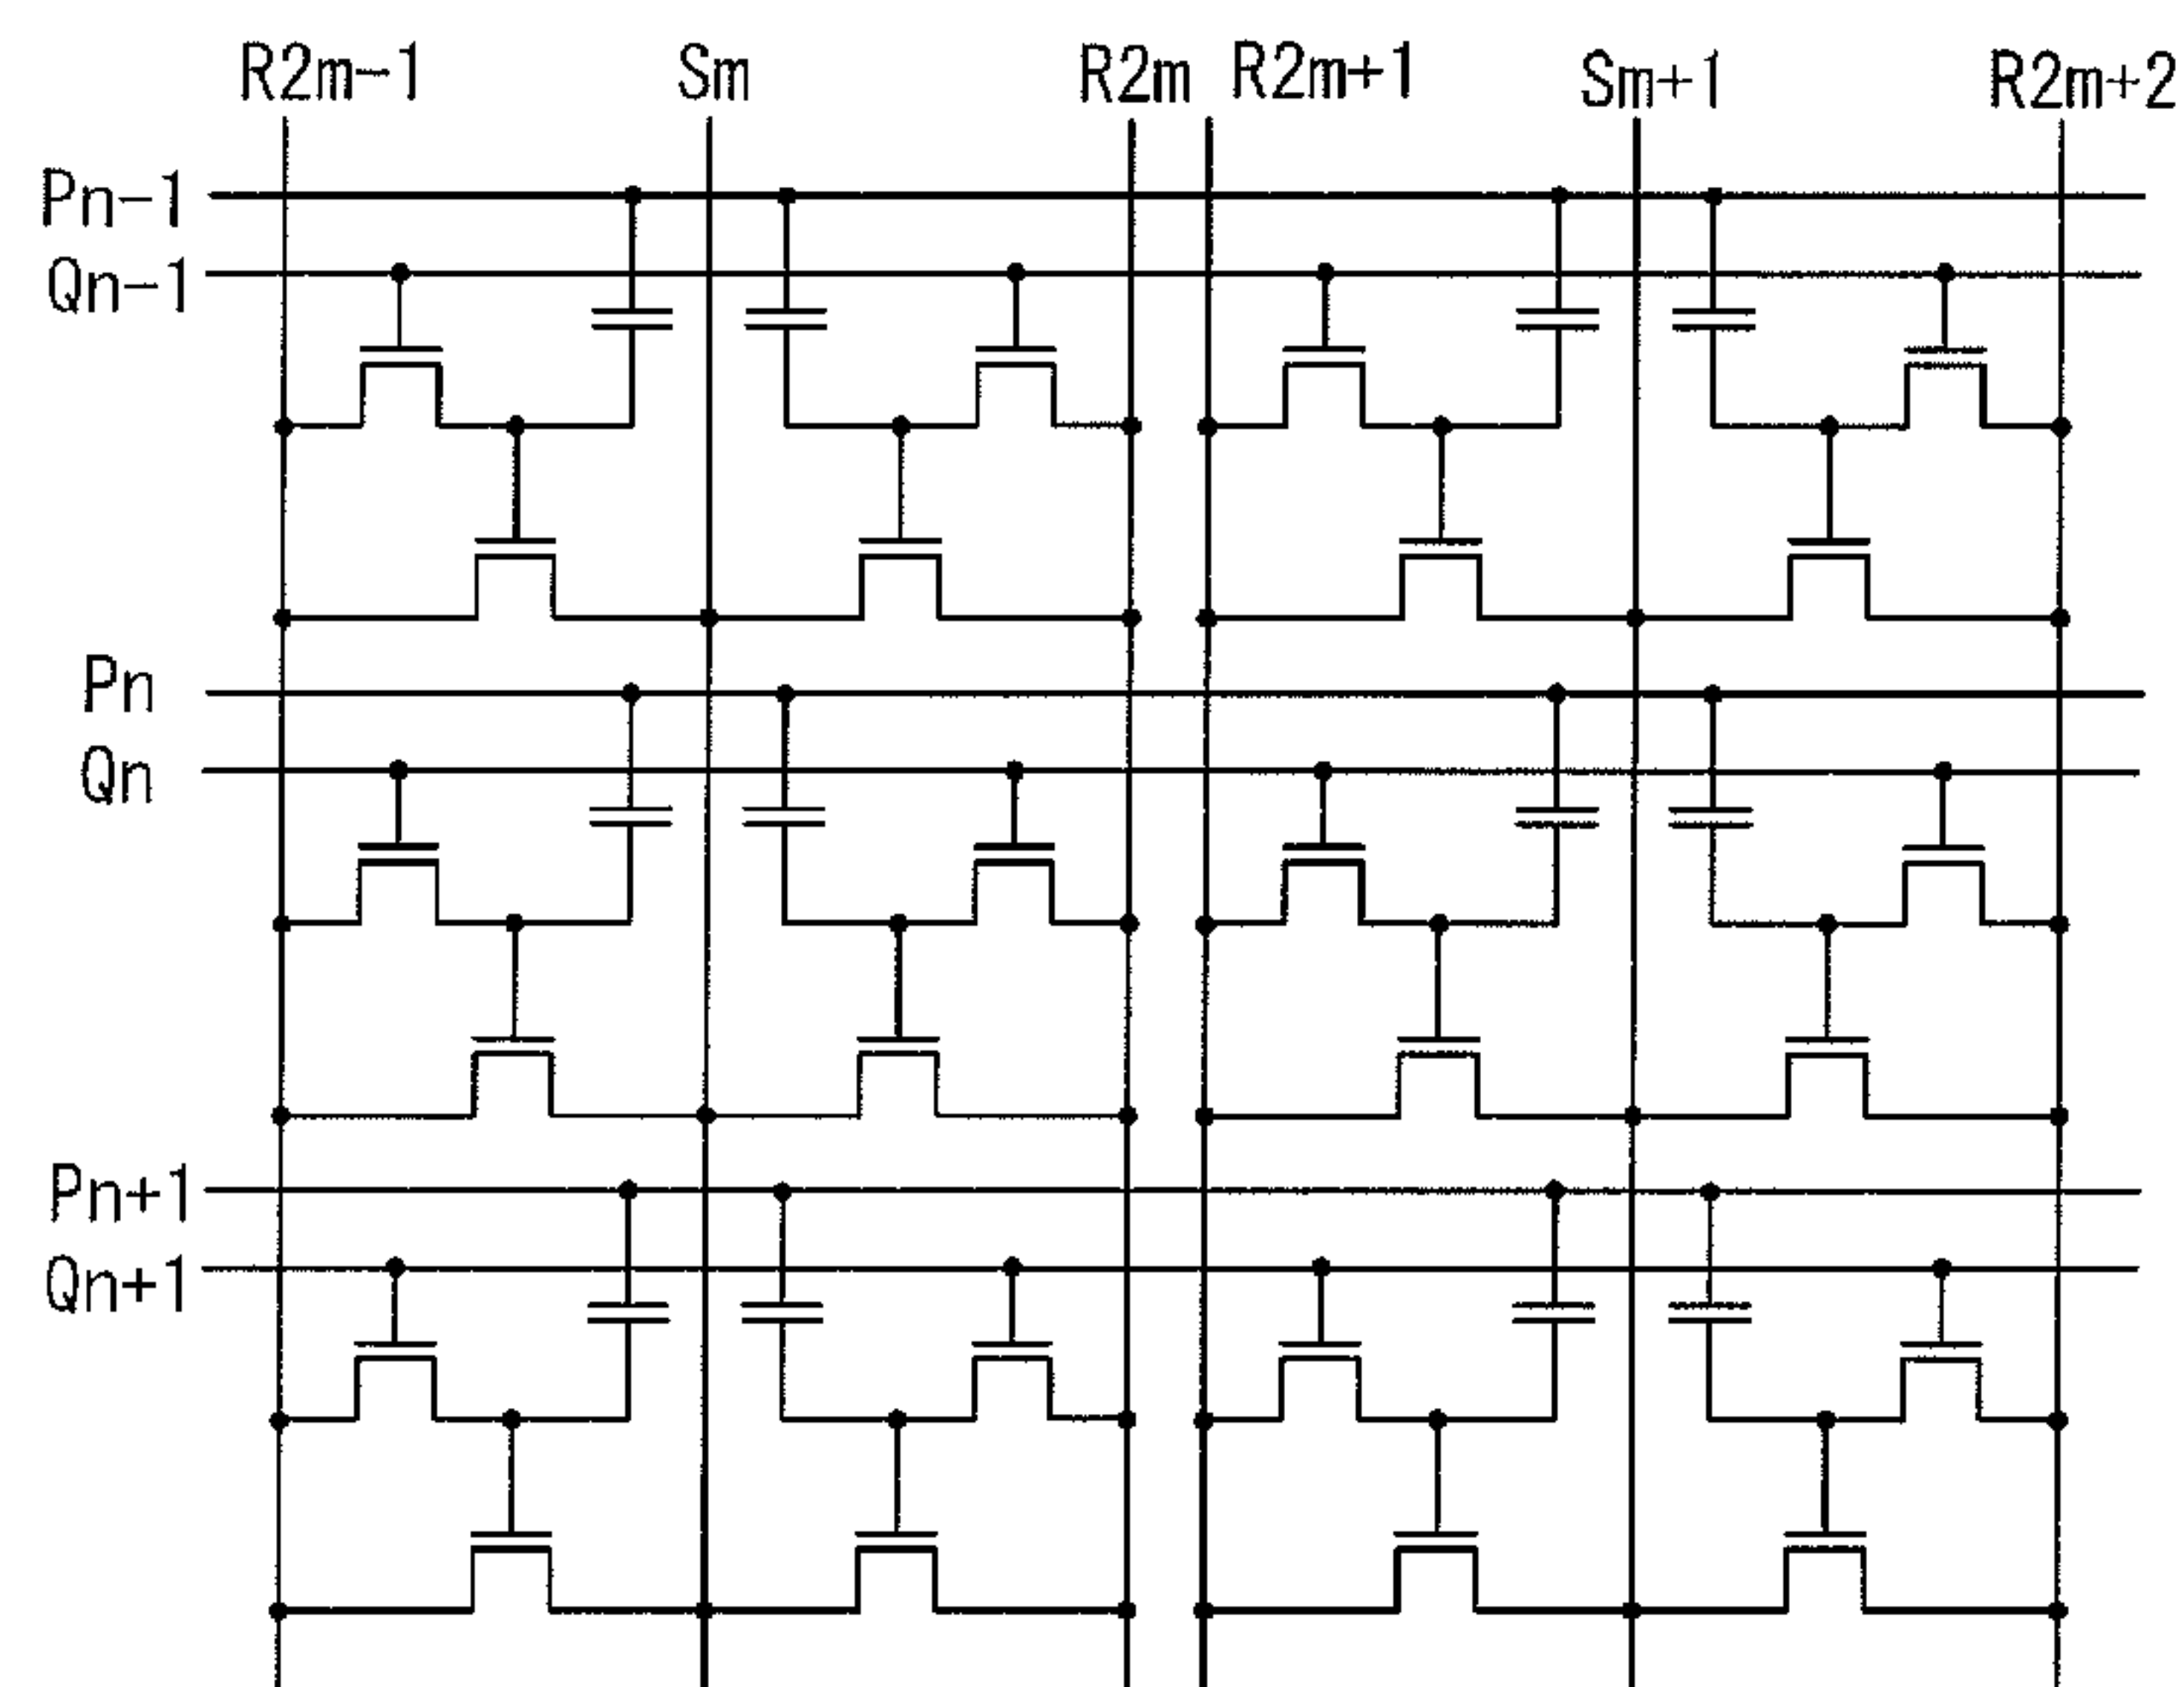 R2m-1 Sm R2m R2m+1 Sm+1 R2m+2
Pn-1
Qn-1
Pn
Qn
Pn+1
Qn+1